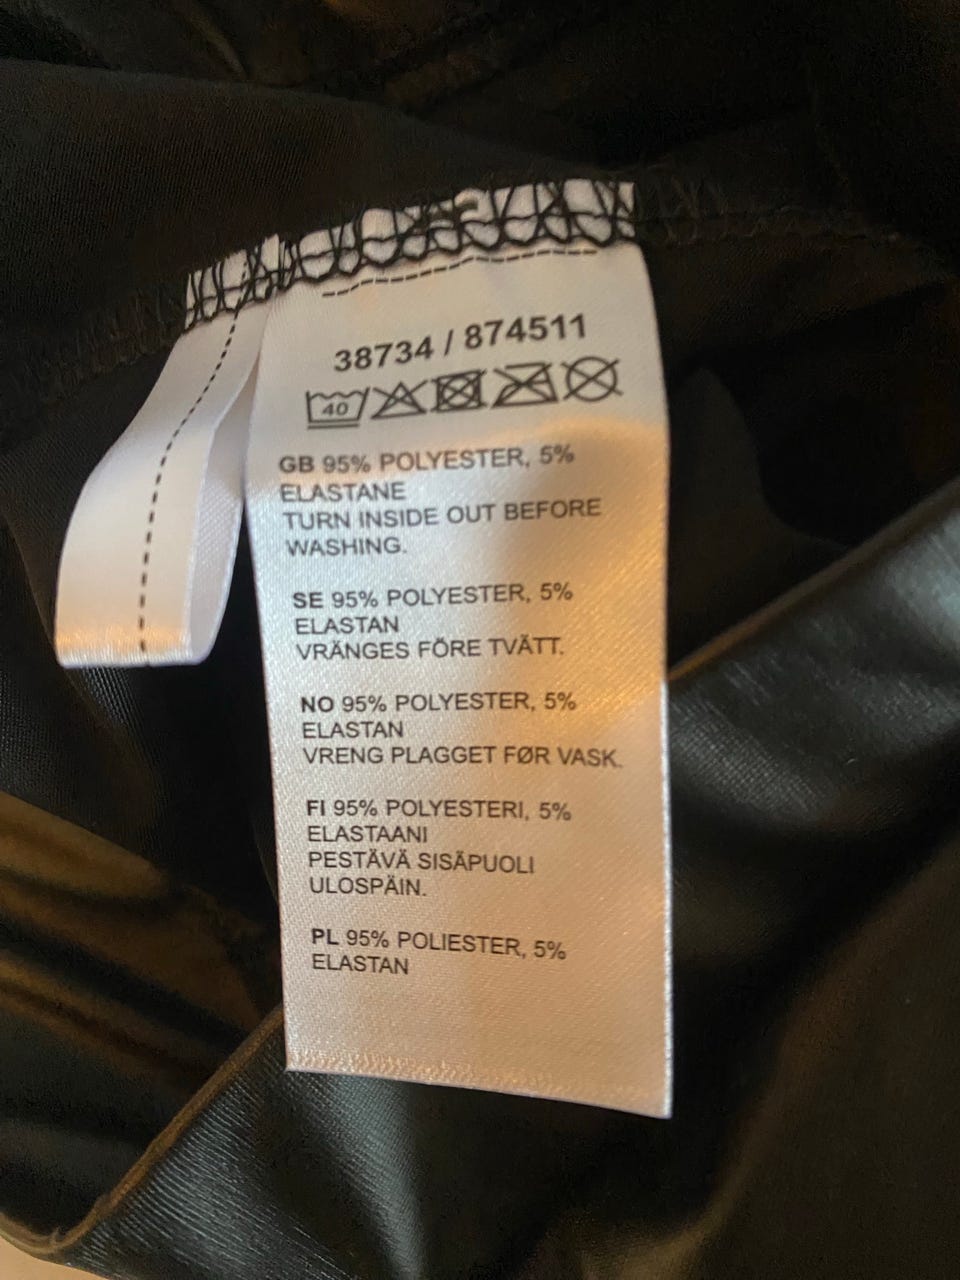 38734 / 874511
40
GB 95% POLYESTER, 5%
ELASTANE
TURN INSIDE OUT BEFORE
WASHING.
SE 95% POLYESTER, 5%
ELASTAN
VRÄNGES FÖRE TVÄTT.
NO 95% POLYESTER, 5%
ELASTAN
VRENG PLAGGET FØR VASK.
FI 95% POLYESTERI, 5%
ELASTAANI
PESTÄVÄ SISÄPUOLI
ULOSPÄIN.
PL 95% POLIESTER, 5%
ELASTAN